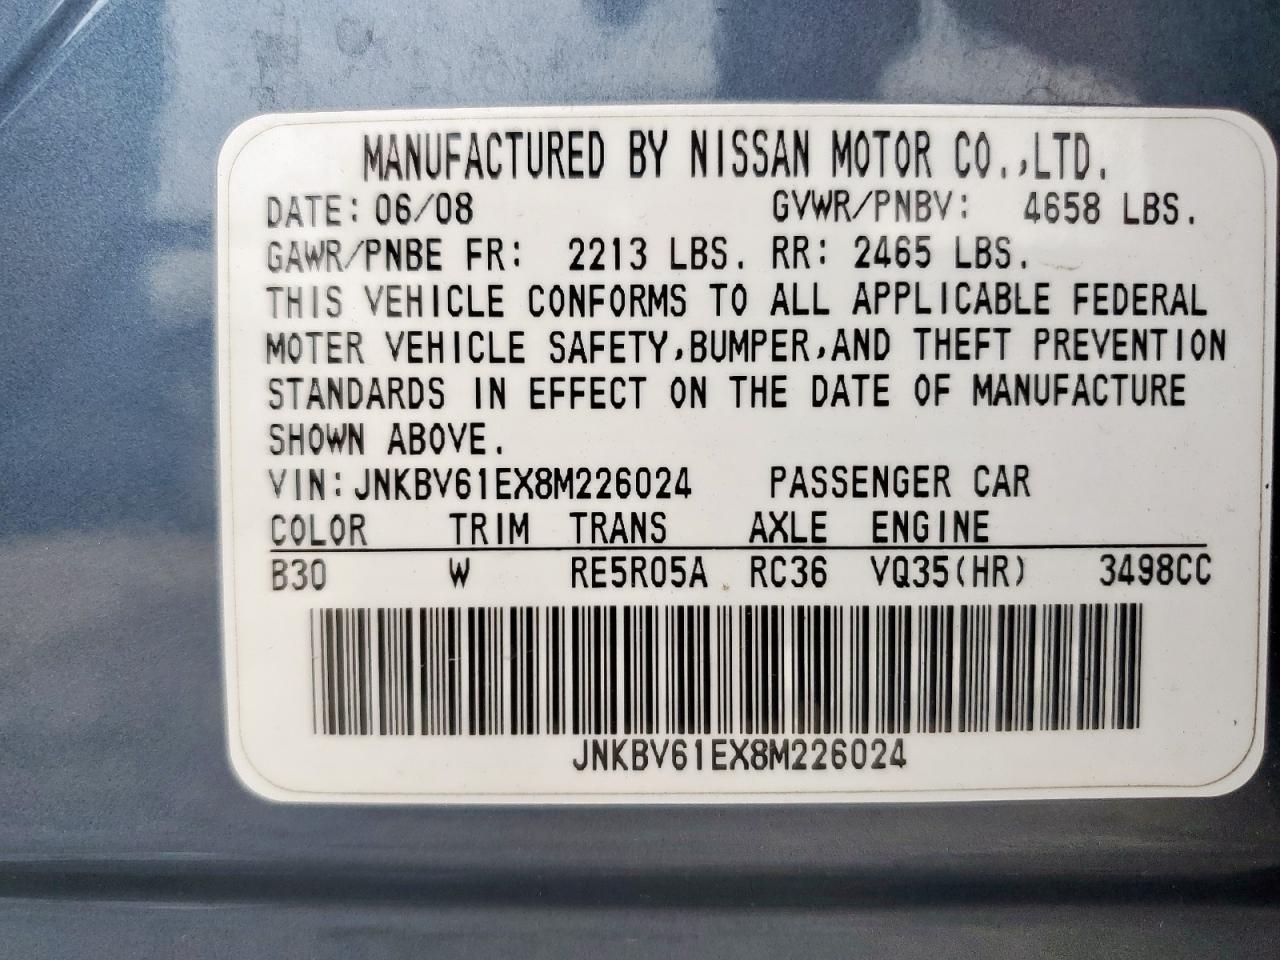 MANUFACTURED BY NISSAN MOTOR CO.,LTD.
DATE: 06/08 GVWR/PNBV: 4658 LBS.
GAWR/PNBE FR: 2213 LBS. RR: 2465 LBS.
THIS VEHICLE CONFORMS TO ALL APPLICABLE FEDERAL
MOTER VEHICLE SAFETY,BUMPER,AND THEFT PREVENTION
STANDARDS IN EFFECT ON THE DATE OF MANUFACTURE
SHOWN ABOVE.
VIN: JNKBV61EX8M226024 PASSENGER CAR
COLOR TRIM TRANS AXLE ENGINE
B30 W RE5R05A RC36 VQ35(HR) 3498CC
JNKBV61EX8M226024